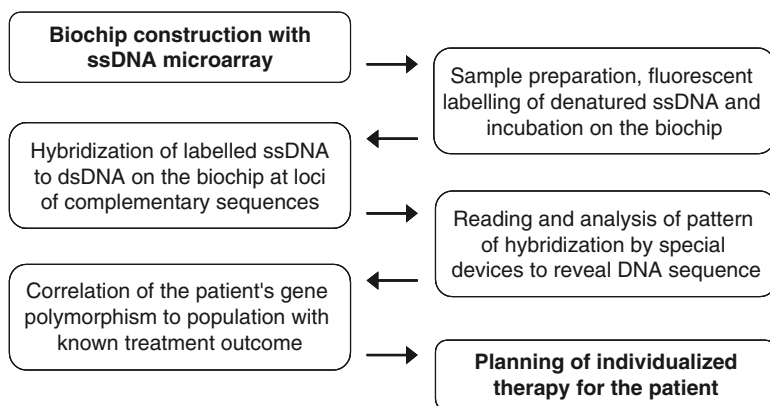 Biochip construction with
ssDNA microarray
Sample preparation, fluorescent
labelling of denatured ssDNA and
incubation on the biochip
Hybridization of labelled ssDNA
to dsDNA on the biochip at loci
of complementary sequences
Reading and analysis of pattern
of hybridization by special
devices to reveal DNA sequence
Correlation of the patient's gene
polymorphism to population with
known treatment outcome
Planning of individualized
therapy for the patient